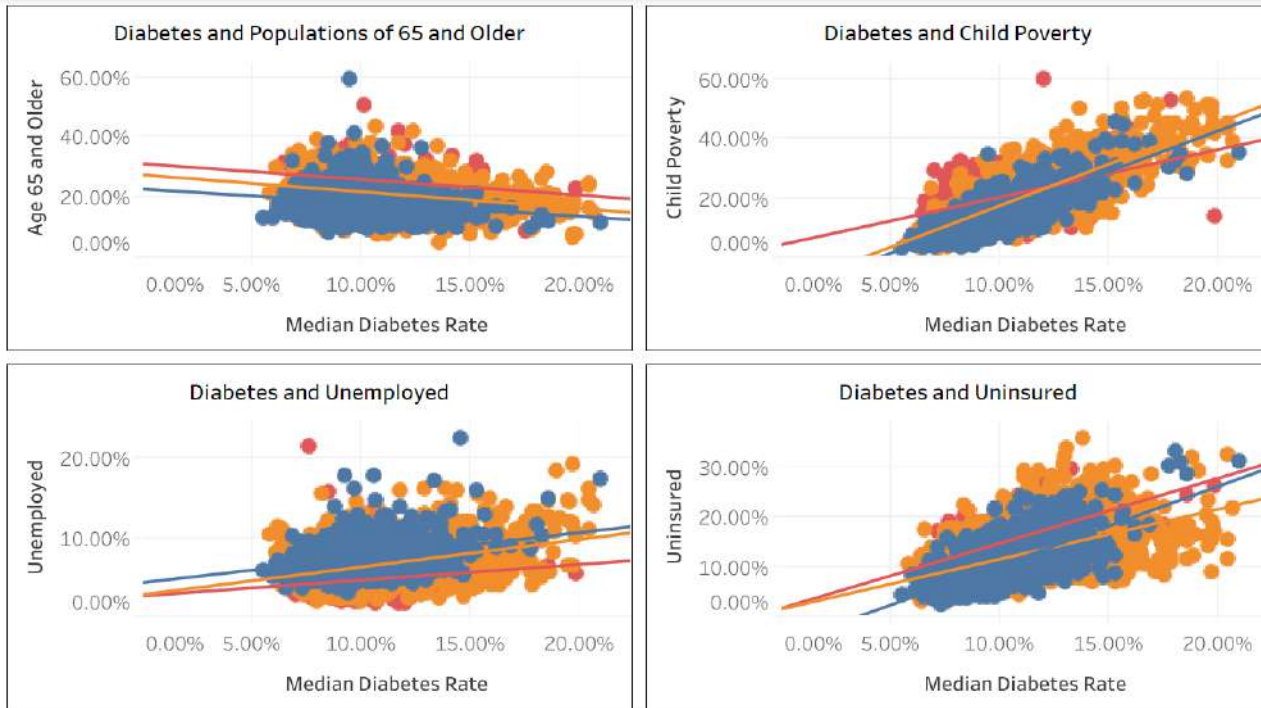 Diabetes and Populations of 65 and Older
Age 65 and Older
60.00%
40.00%
20.00%
0.00%
0.00% 5.00% 10.00% 15.00% 20.00%
Median Diabetes Rate
Diabetes and Child Poverty
Child Poverty
60.00%
40.00%
20.00%
0.00%
0.00% 5.00% 10.00% 15.00% 20.00%
Median Diabetes Rate
Diabetes and Unemployed
Unemployed
20.00%
10.00%
0.00%
0.00% 5.00% 10.00% 15.00% 20.00%
Median Diabetes Rate
Diabetes and Uninsured
Uninsured
30.00%
20.00%
10.00%
0.00%
0.00% 5.00% 10.00% 15.00% 20.00%
Median Diabetes Rate